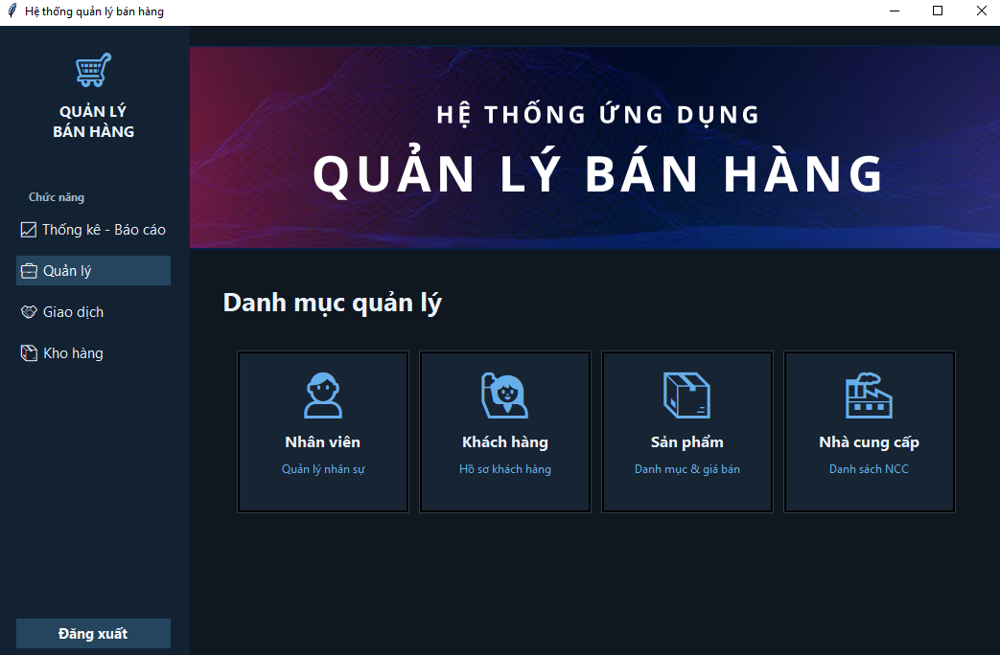 Hệ thống quản lý bán hàng
QUẢN LÝ
BÁN HÀNG
Chức năng
Thống kê - Báo cáo
Quản lý
Giao dịch
Kho hàng
Đăng xuất
HỆ THỐNG ỨNG DỤNG
QUẢN LÝ BÁN HÀNG
Danh mục quản lý
Nhân viên
Quản lý nhân sự
Khách hàng
Hồ sơ khách hàng
Sản phẩm
Danh mục & giá bán
Nhà cung cấp
Danh sách NCC